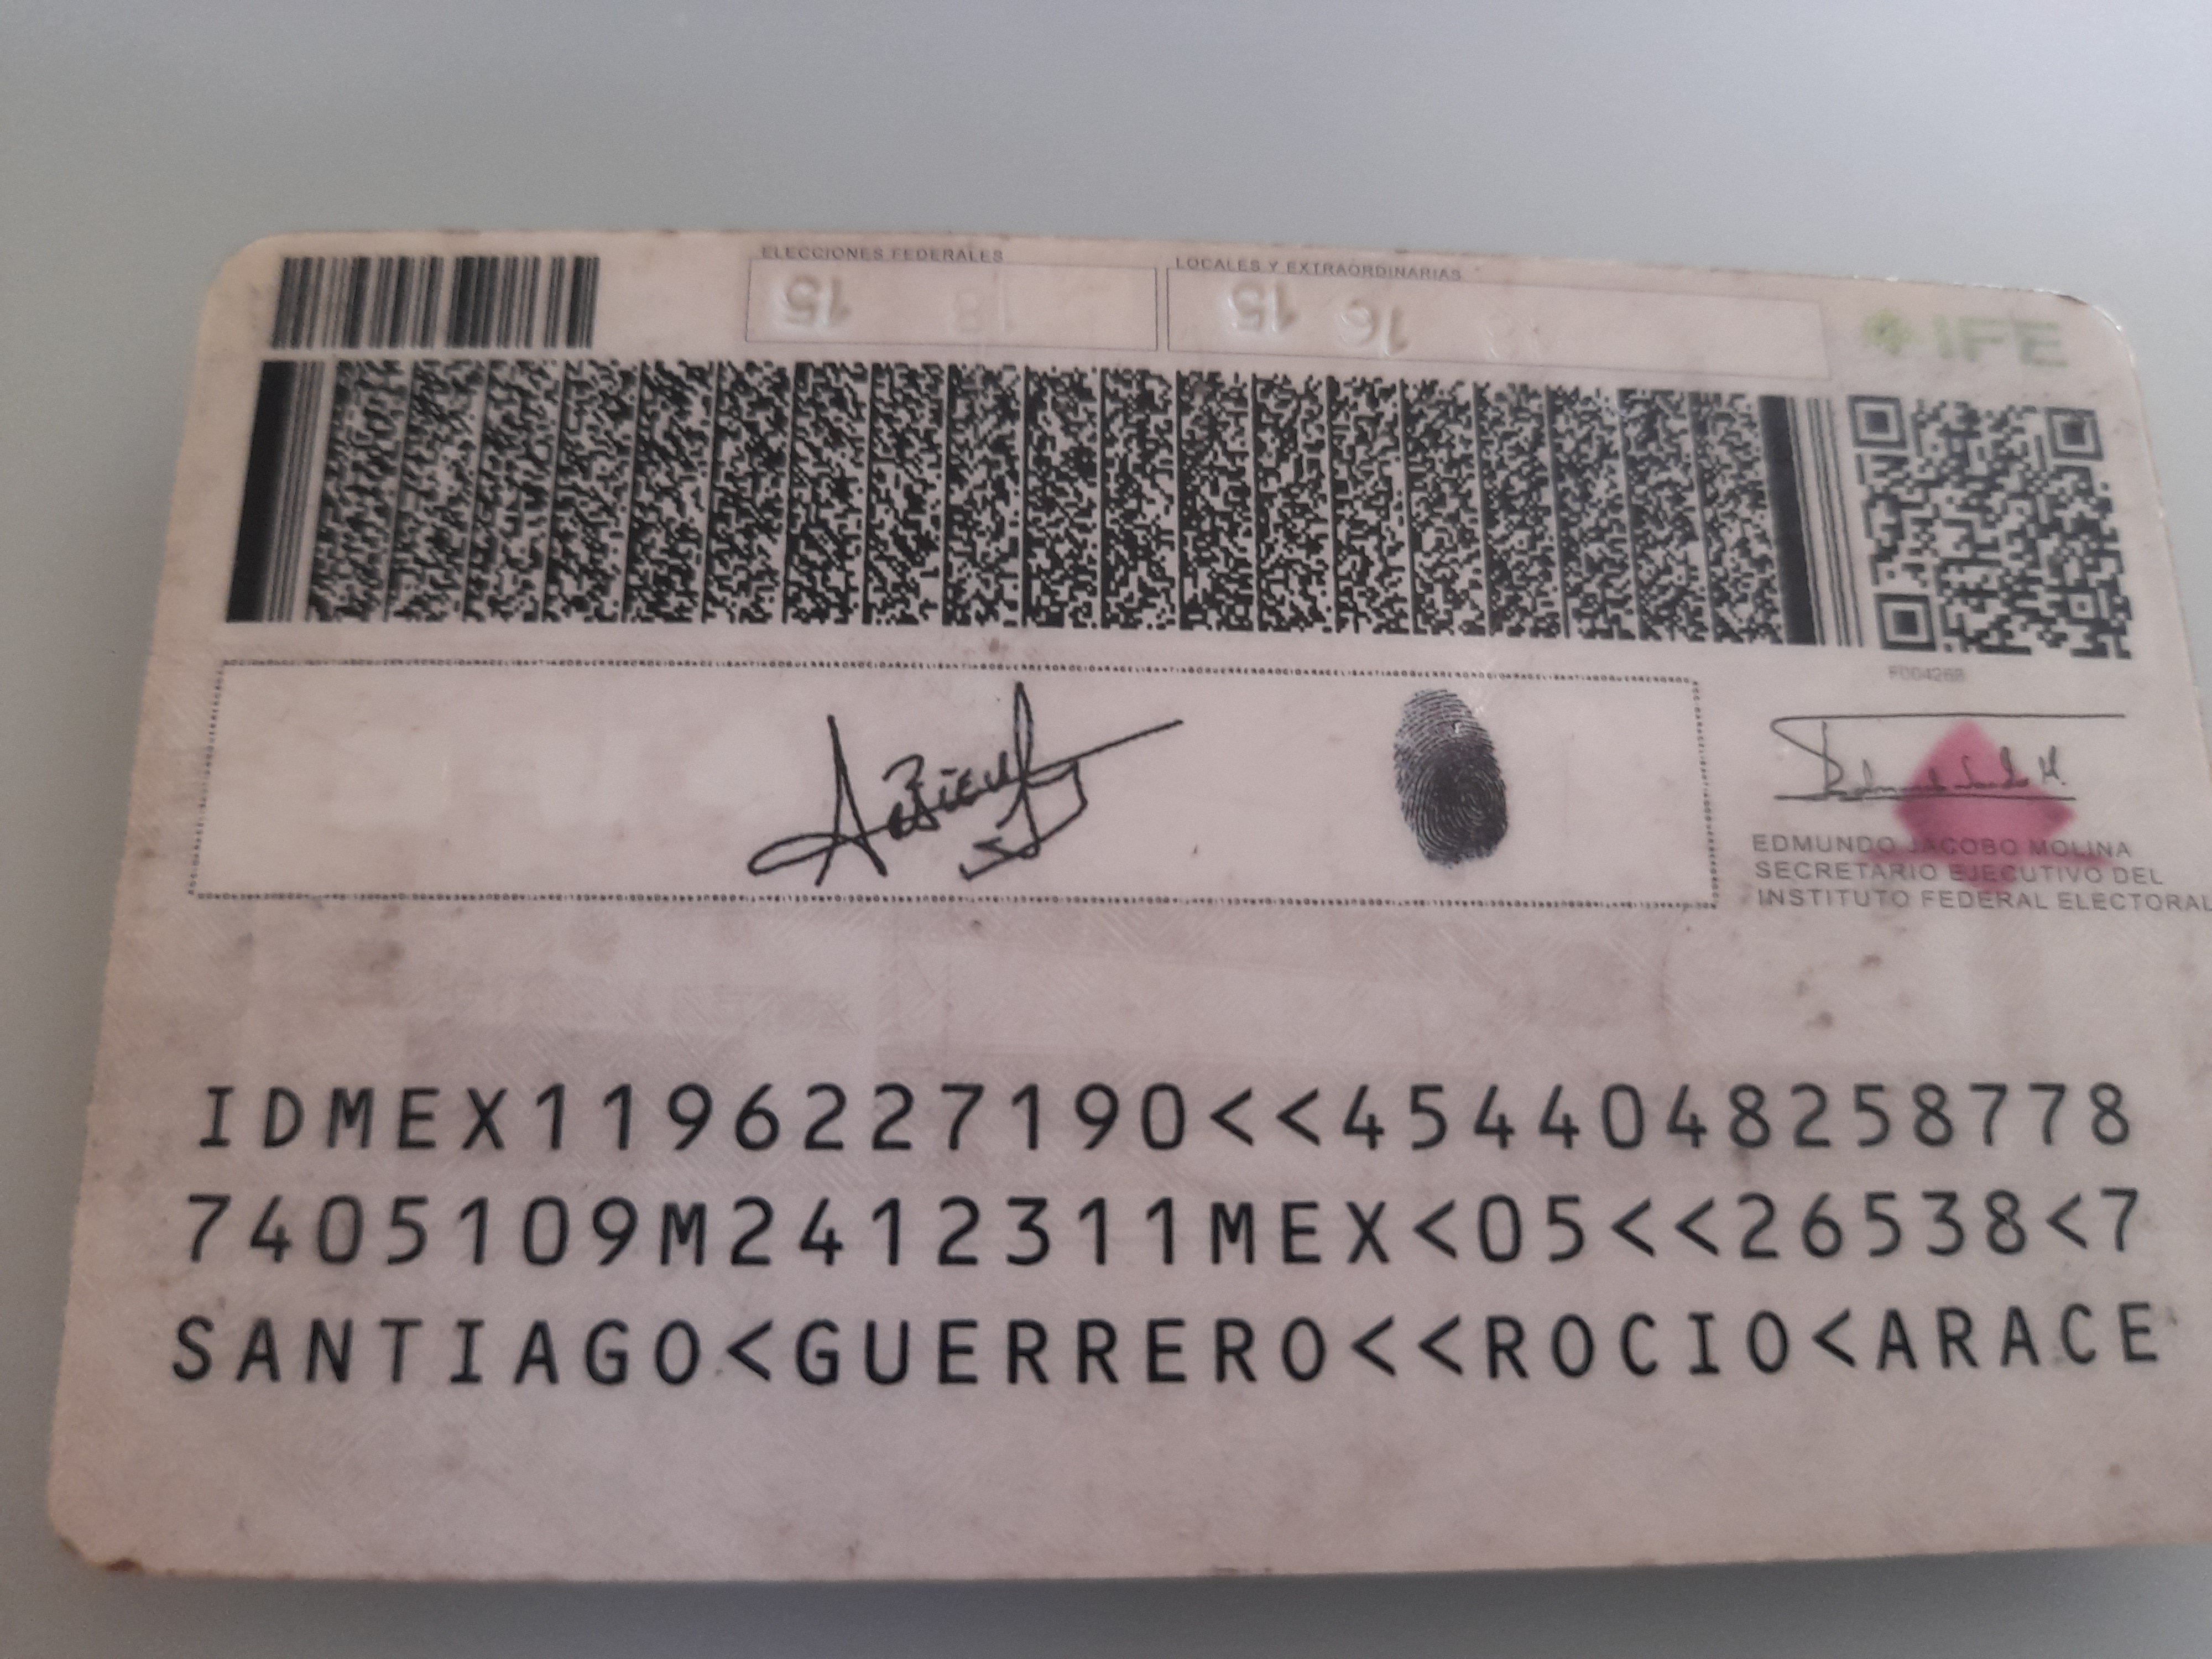 ELECCIONES FEDERALES
LOCALES Y EXTRAORDINARIAS
15 18
15 16
IFE
EDMUNDO JACOBO MOLINA
SECRETARIO EJECUTIVO DEL
INSTITUTO FEDERAL ELECTORAL
IDMEX1196227190<<4544048258778
7405109M2412311MEX<05<<26538<7
SANTIAGO<GUERRERO<<ROCIO<ARACE